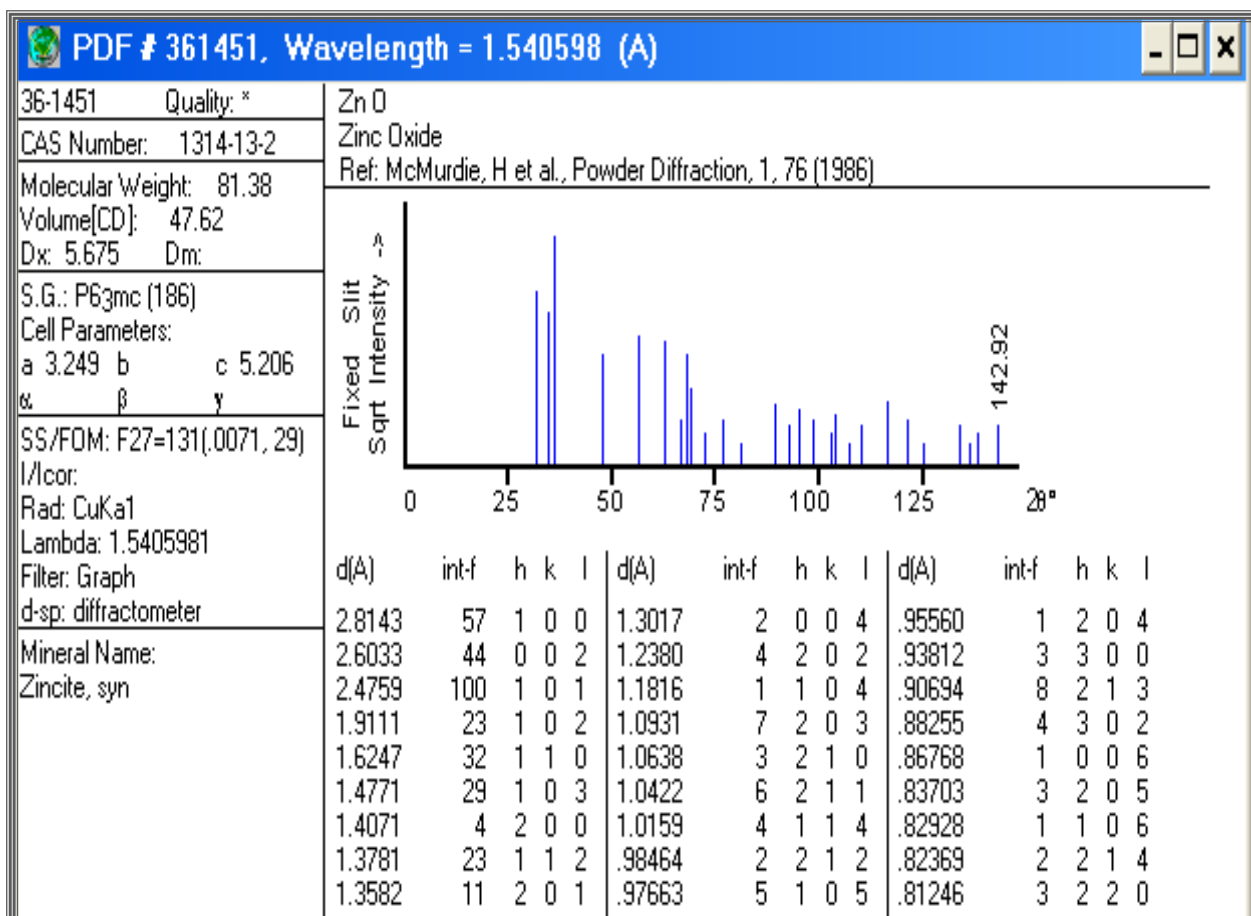 PDF # 361451, Wavelength = 1.540598 (A)
36-1451 Quality: *
CAS Number: 1314-13-2
Molecular Weight: 81.38
Volume[CD]: 47.62
Dx: 5.675 Dm:
S.G.: P63mc (186)
Cell Parameters:
a 3.249 b c 5.206
α β γ
SS/FOM: F27=131(.0071, 29)
I/Icor:
Rad: CuKa1
Lambda: 1.5405981
Filter: Graph
d-sp: diffractometer
Mineral Name:
Zincite, syn
Zn O
Zinc Oxide
Ref: McMurdie, H et al., Powder Diffraction, 1, 76 (1986)
Fixed Slit
Sqrt Intensity ->
142.92
0 25 50 75 100 125 2θ°
d(A) int-f h k l d(A) int-f h k l d(A) int-f h k l
2.8143 57 1 0 0 1.3017 2 0 0 4 .95560 1 2 0 4
2.6033 44 0 0 2 1.2380 4 2 0 2 .93812 3 3 0 0
2.4759 100 1 0 1 1.1816 1 1 0 4 .90694 8 2 1 3
1.9111 23 1 0 2 1.0931 7 2 0 3 .88255 4 3 0 2
1.6247 32 1 1 0 1.0638 3 2 1 0 .86768 1 0 0 6
1.4771 29 1 0 3 1.0422 6 2 1 1 .83703 3 2 0 5
1.4071 4 2 0 0 1.0159 4 1 1 4 .82928 1 1 0 6
1.3781 23 1 1 2 .98464 2 2 1 2 .82369 2 2 1 4
1.3582 11 2 0 1 .97663 5 1 0 5 .81246 3 2 2 0